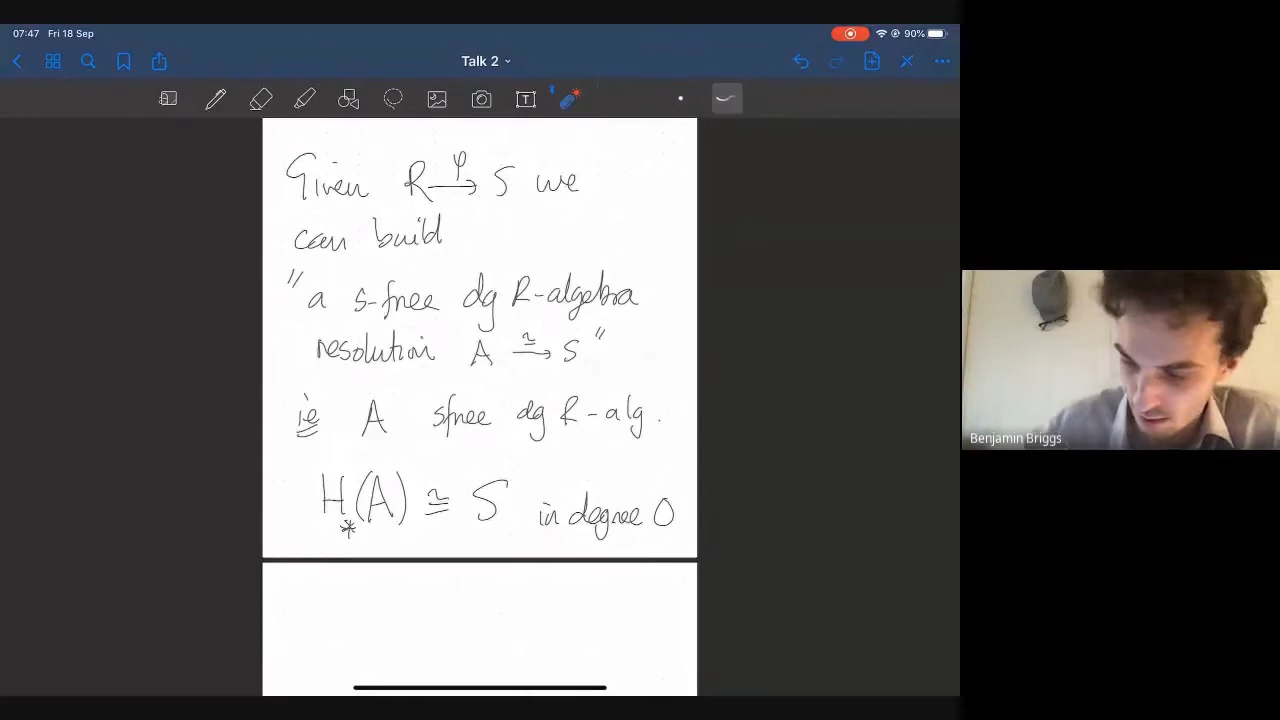 07:47 Fri 18 Sep
90%
Talk 2
Given R —φ→ S we
can build
"a s-free dg R-algebra
resolution A ≃→ S"
ie A sfree dg R-alg.
H_*(A) ≅ S in degree 0
Benjamin Briggs